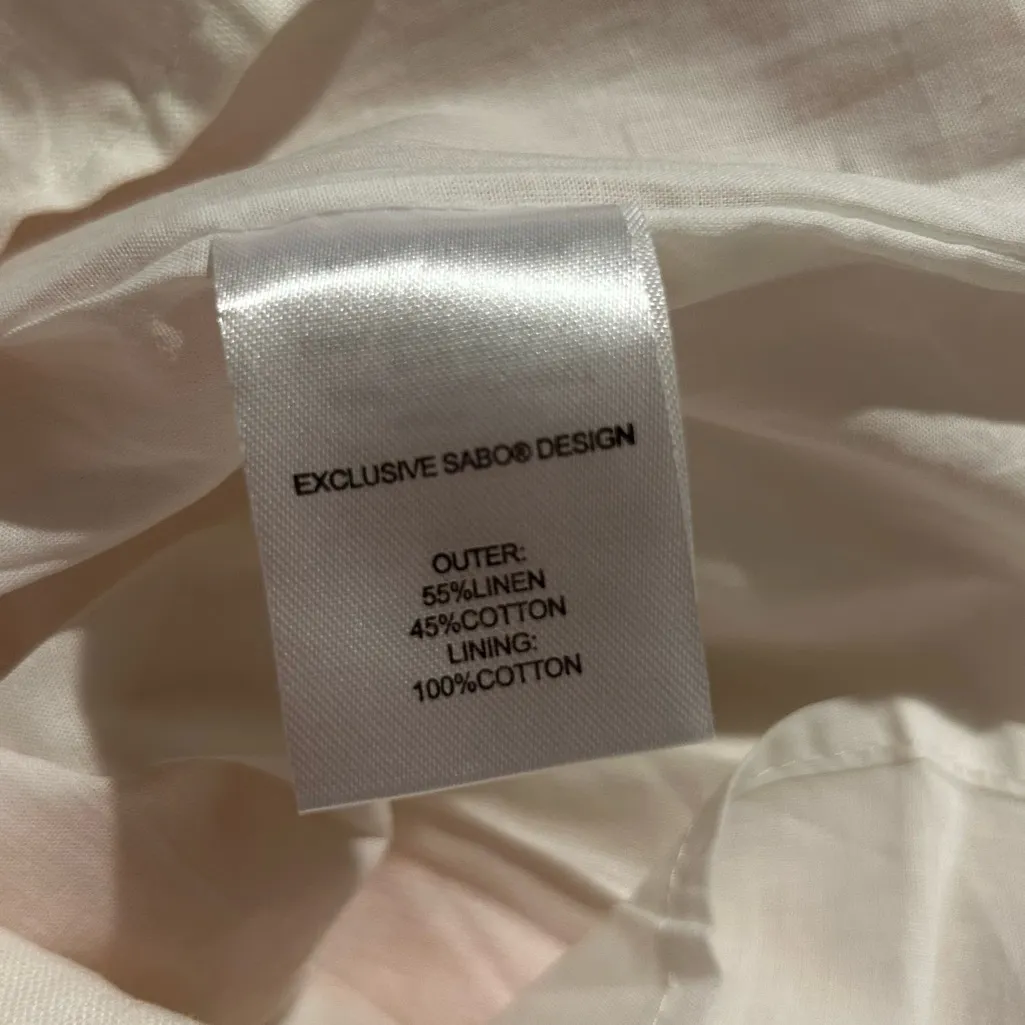 EXCLUSIVE SABO® DESIGN
OUTER:
55%LINEN
45%COTTON
LINING:
100%COTTON